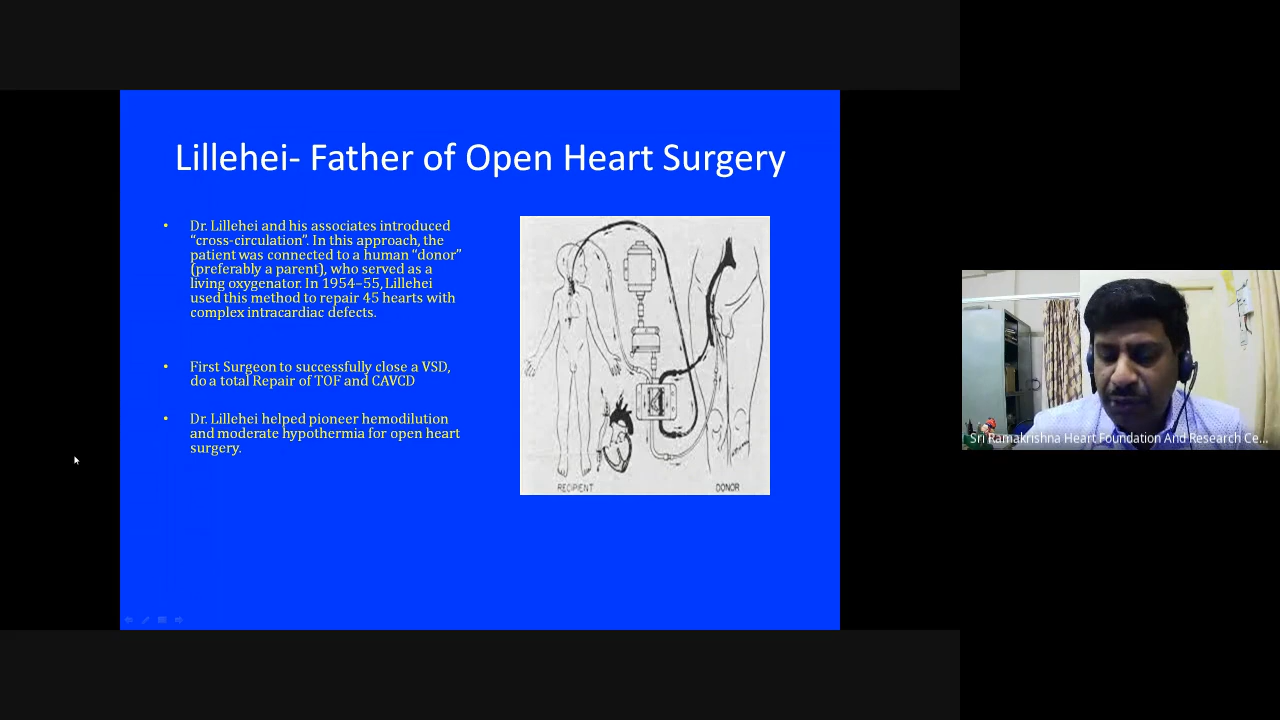 Lillehei- Father of Open Heart Surgery
• Dr. Lillehei and his associates introduced
“cross-circulation”. In this approach, the
patient was connected to a human “donor”
(preferably a parent), who served as a
living oxygenator. In 1954–55, Lillehei
used this method to repair 45 hearts with
complex intracardiac defects.
• First Surgeon to successfully close a VSD,
do a total Repair of TOF and CAVCD
• Dr. Lillehei helped pioneer hemodilution
and moderate hypothermia for open heart
surgery.
RECIPIENT
DONOR
Sri Ramakrishna Heart Foundation And Research Ce...